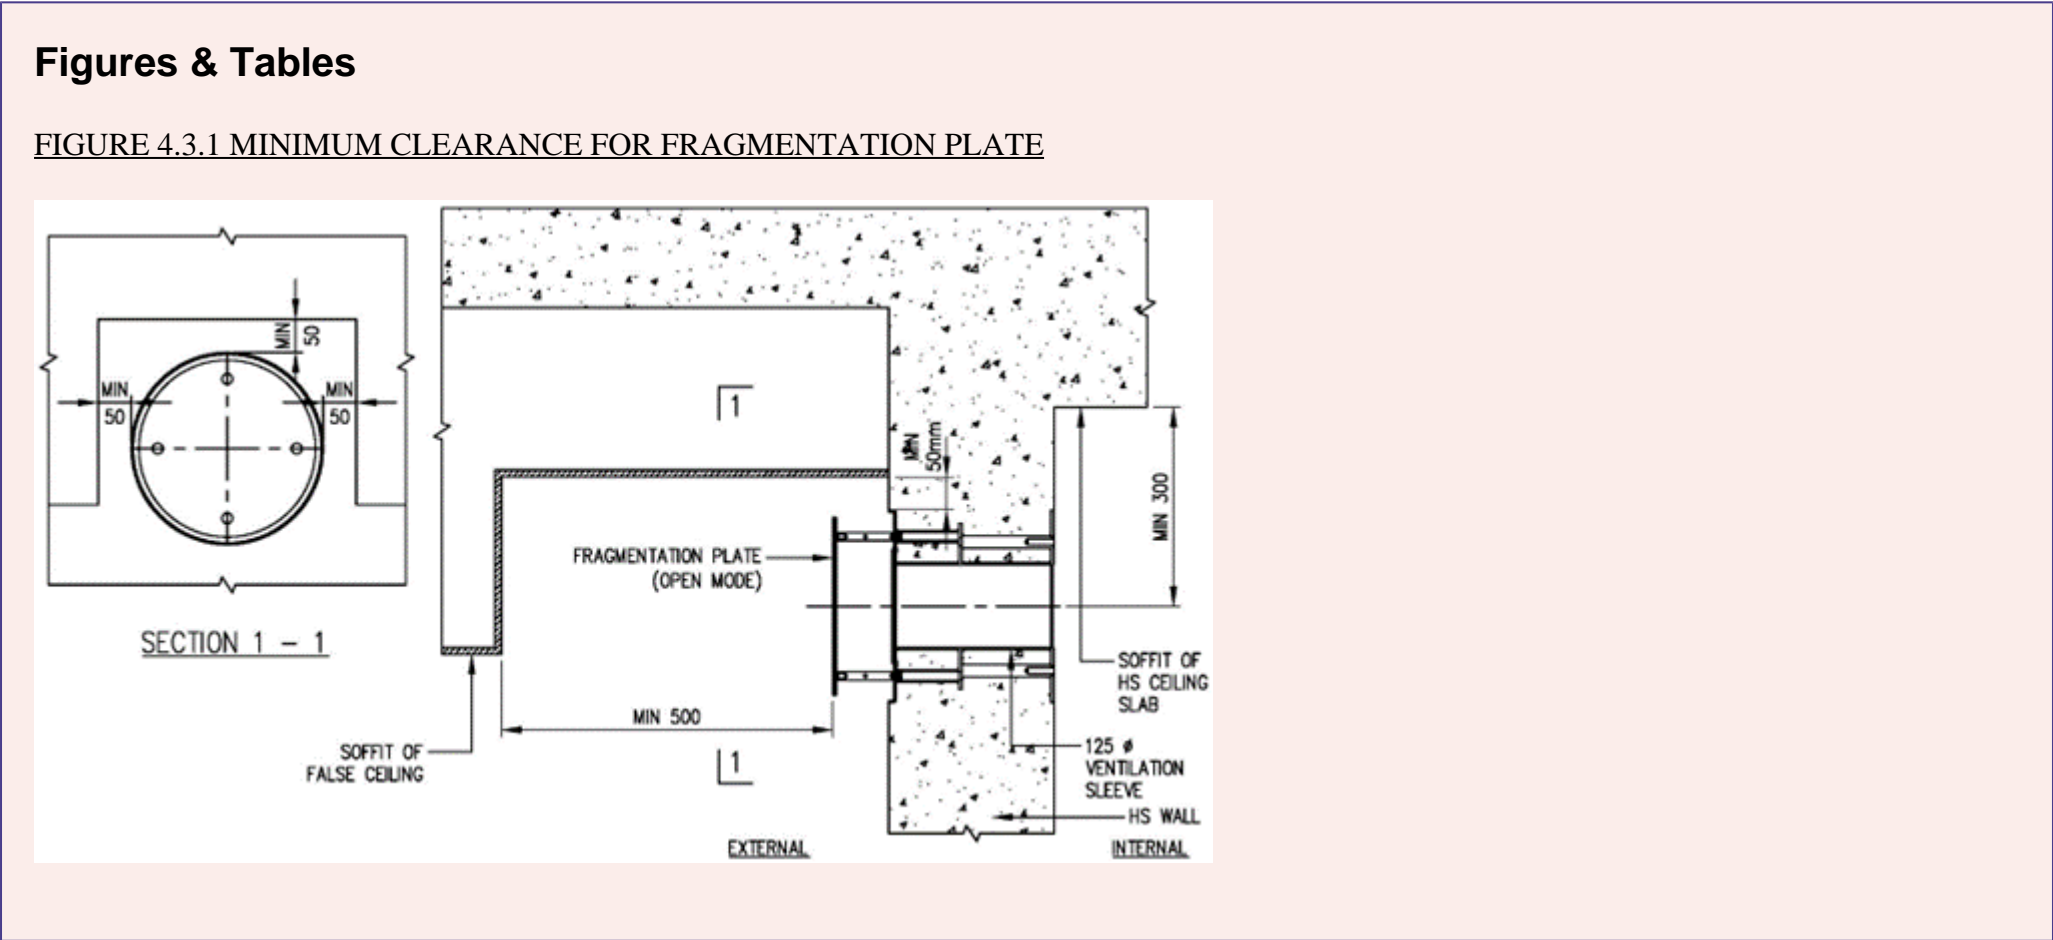 Figures & Tables
FIGURE 4.3.1 MINIMUM CLEARANCE FOR FRAGMENTATION PLATE
MIN
50
MIN
50
MIN
50
SECTION 1 - 1
1
MIN
50mm
MIN 300
FRAGMENTATION PLATE
(OPEN MODE)
SOFFIT OF
HS CEILING
SLAB
MIN 500
SOFFIT OF
FALSE CEILING
1
125 ø
VENTILATION
SLEEVE
HS WALL
EXTERNAL
INTERNAL